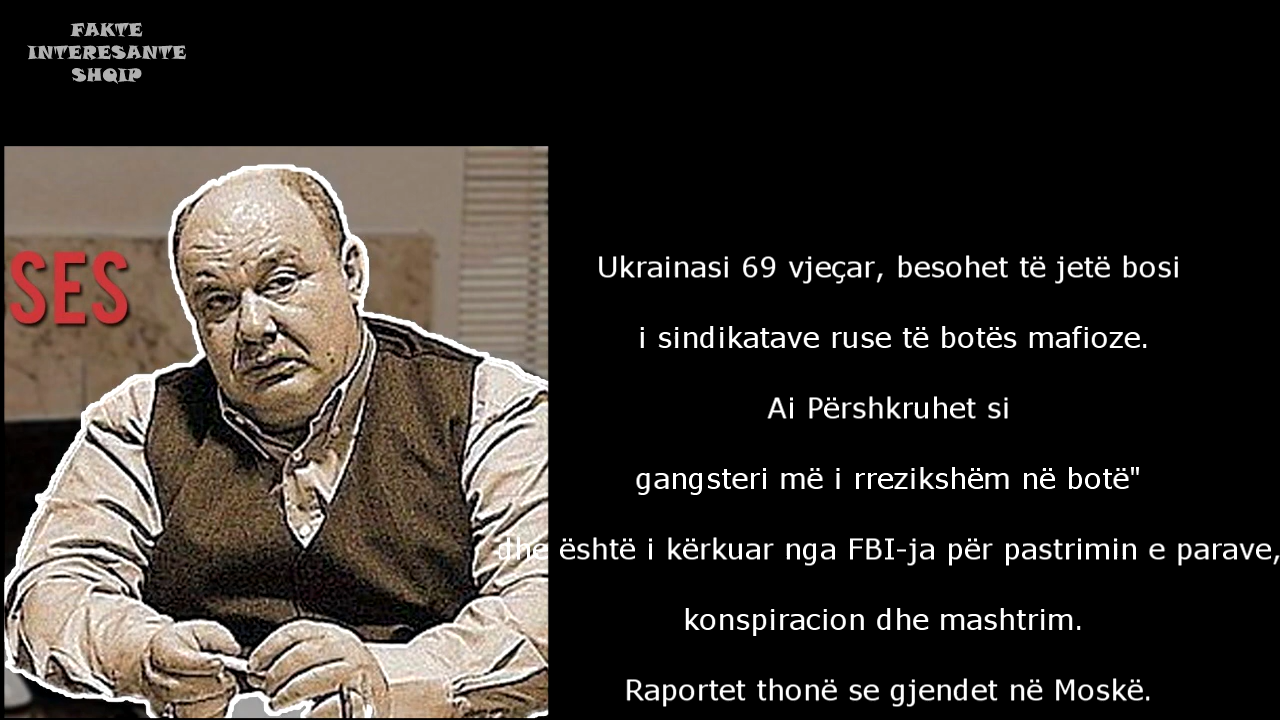 FAKTE
INTERESANTE
SHQIP
SES
Ukrainasi 69 vjeçar, besohet të jetë bosi
i sindikatave ruse të botës mafioze.
Ai Përshkruhet si
gangsteri më i rrezikshëm në botë"
dhe është i kërkuar nga FBI-ja për pastrimin e parave,
konspiracion dhe mashtrim.
Raportet thonë se gjendet në Moskë.